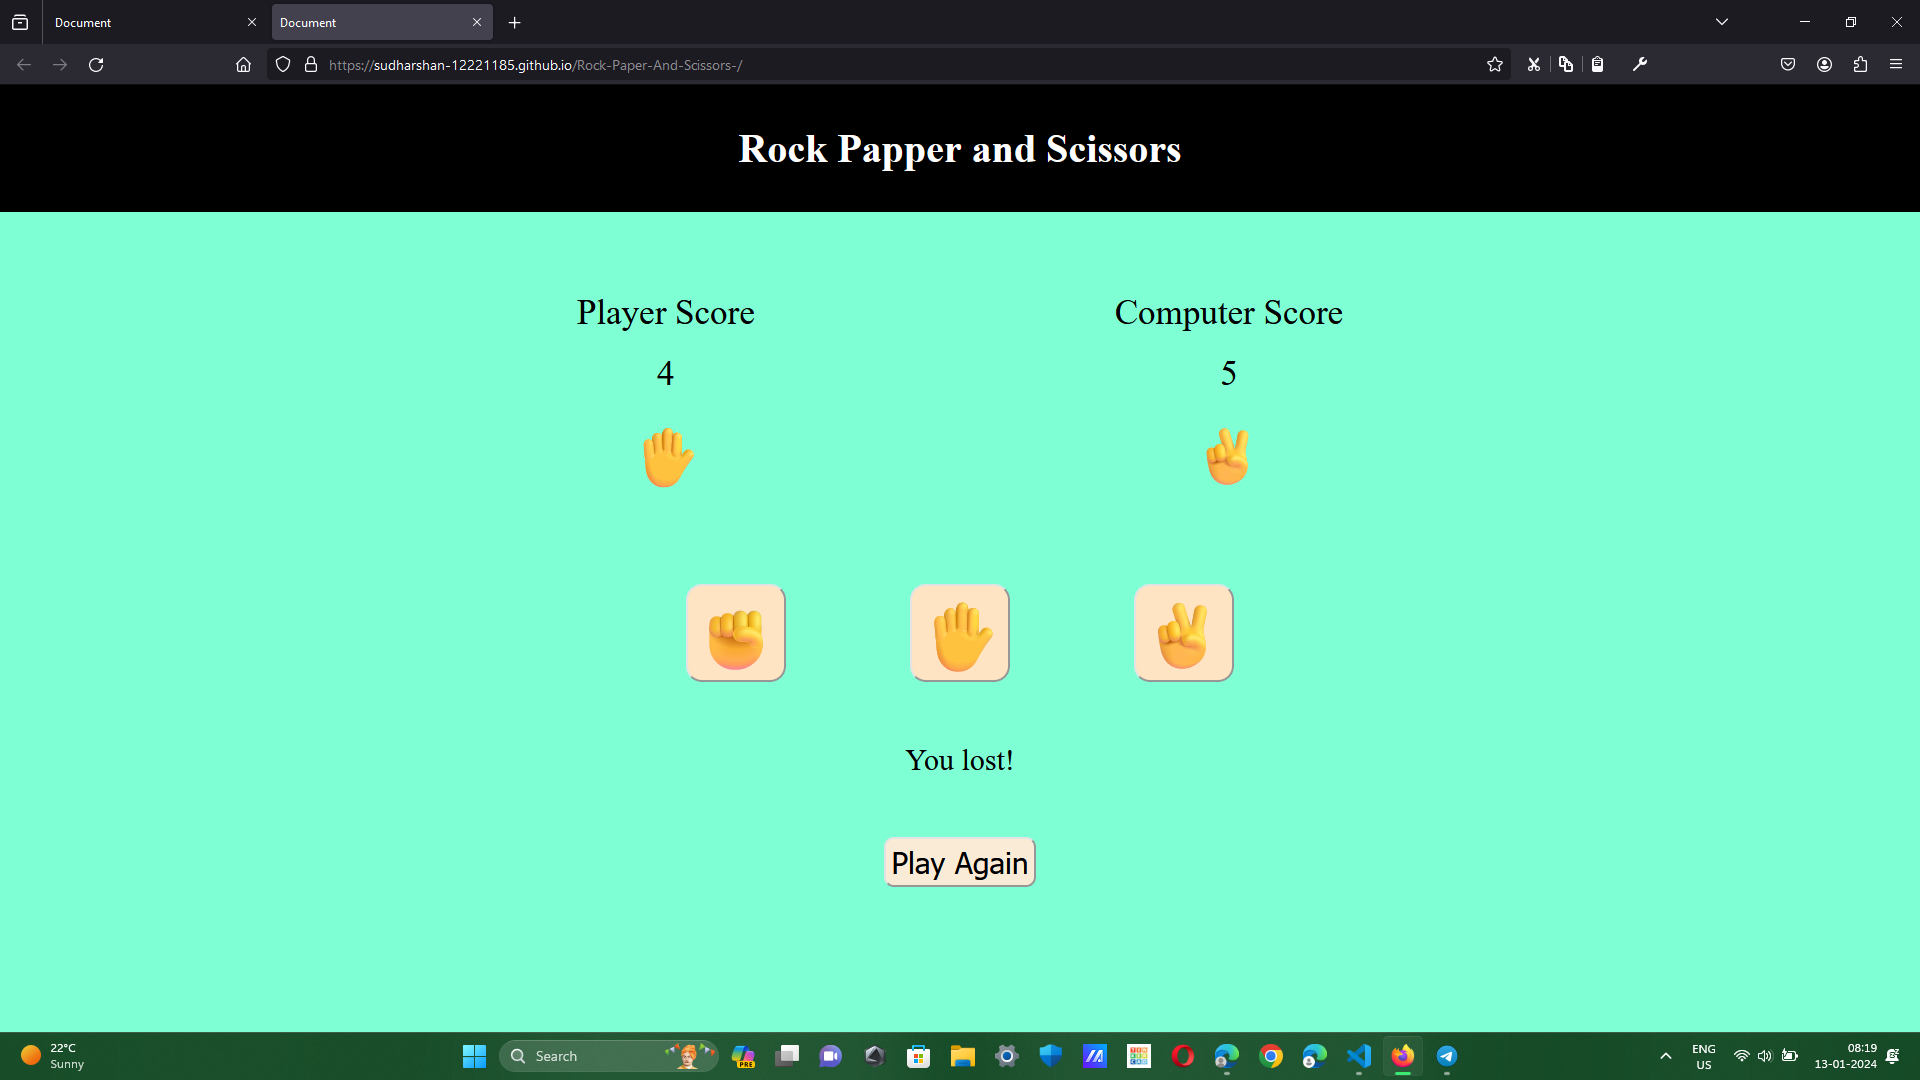 Document
Document
https://sudharshan-12221185.github.io/Rock-Paper-And-Scissors-/
Rock Papper and Scissors
Player Score
Computer Score
4
5
You lost!
Play Again
22°C
Sunny
Search
PRE
ENG
US
08:19
13-01-2024